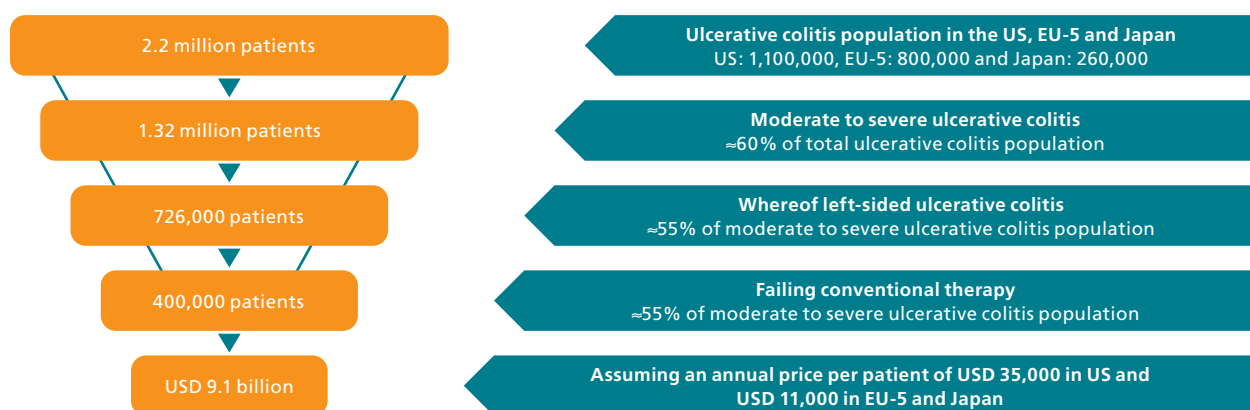 2.2 million patients
Ulcerative colitis population in the US, EU-5 and Japan
US: 1,100,000, EU-5: 800,000 and Japan: 260,000
1.32 million patients
Moderate to severe ulcerative colitis
≈60% of total ulcerative colitis population
726,000 patients
Whereof left-sided ulcerative colitis
≈55% of moderate to severe ulcerative colitis population
400,000 patients
Failing conventional therapy
≈55% of moderate to severe ulcerative colitis population
USD 9.1 billion
Assuming an annual price per patient of USD 35,000 in US and
USD 11,000 in EU-5 and Japan